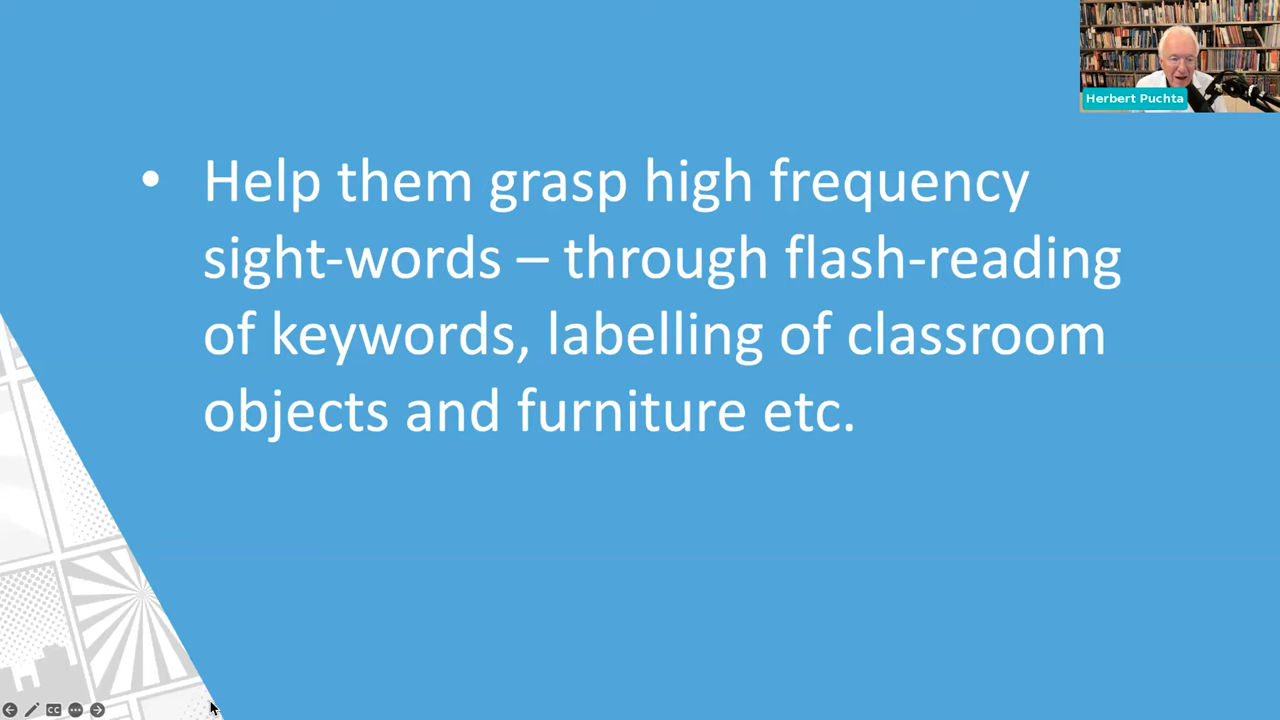 Herbert Puchta
• Help them grasp high frequency
sight-words – through flash-reading
of keywords, labelling of classroom
objects and furniture etc.
CC